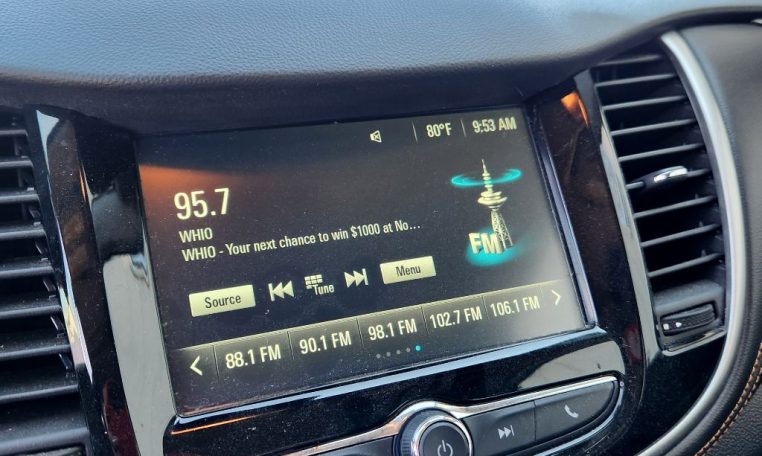 80°F 9:53 AM
95.7
WHIO
WHIO - Your next chance to win $1000 at No...
FM
Source Tune Menu
88.1 FM 90.1 FM 98.1 FM 102.7 FM 106.1 FM